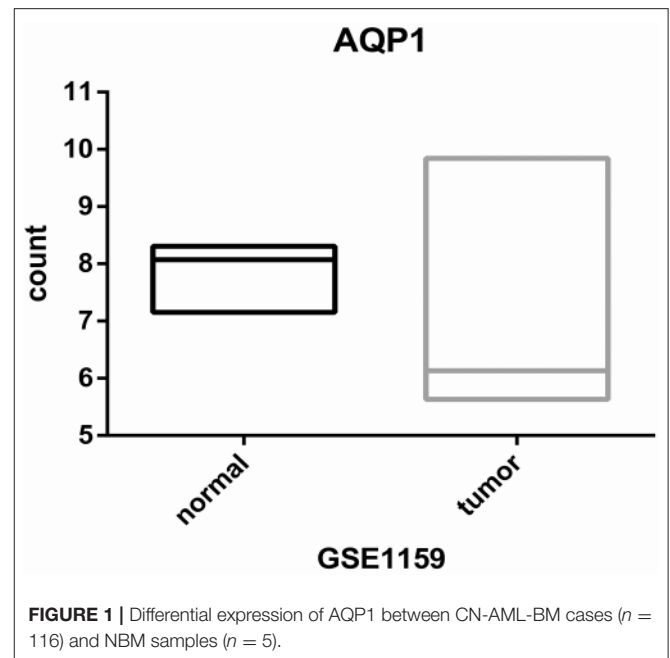 AQP1
11
10
9
8
7
6
5
count
normal
tumor
GSE1159
FIGURE 1 | Differential expression of AQP1 between CN-AML-BM cases (n =
116) and NBM samples (n = 5).